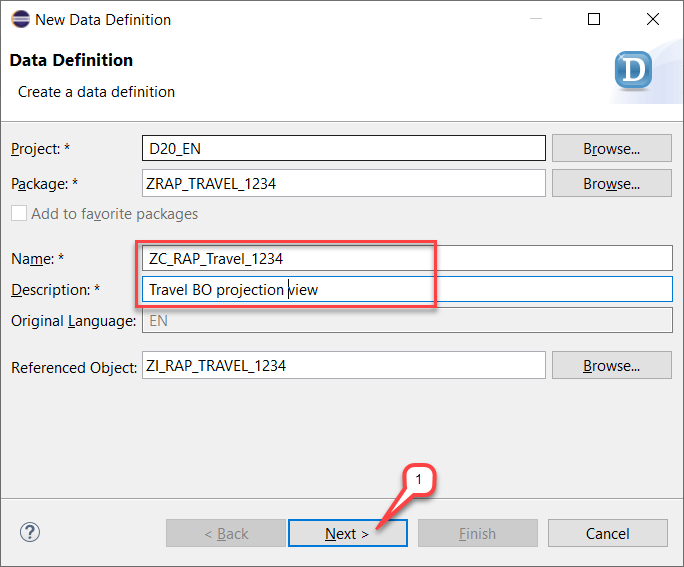 New Data Definition
Data Definition
Create a data definition
D
Project: * D20_EN Browse...
Package: * ZRAP_TRAVEL_1234 Browse...
Add to favorite packages
Name: * ZC_RAP_Travel_1234
Description: * Travel BO projection view
Original Language: EN
Referenced Object: ZI_RAP_TRAVEL_1234 Browse...
1
? < Back Next > Finish Cancel